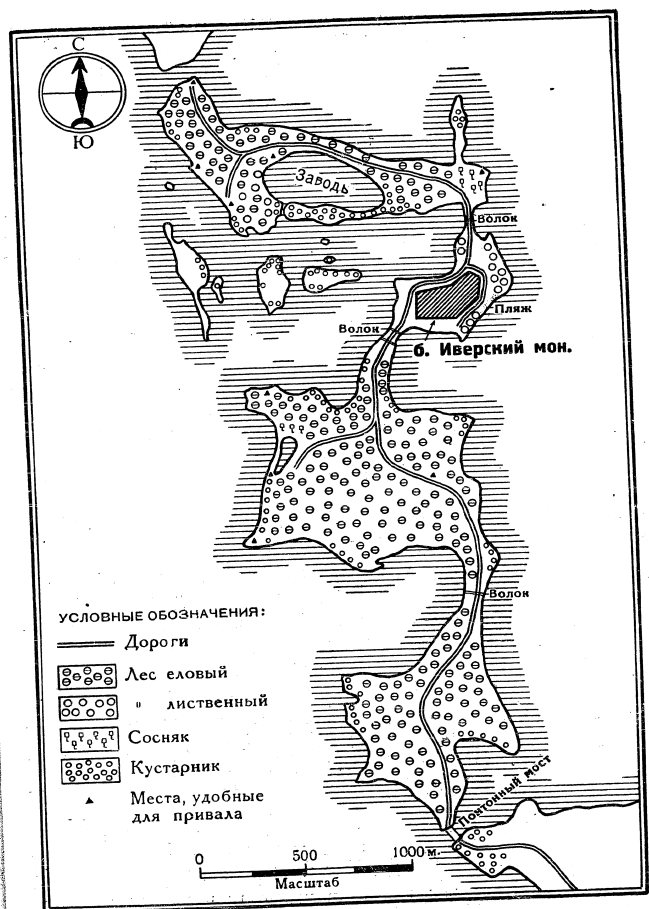 С
Ю
Заводь
Волок
Пляж
Волок
б. Иверский мон.
Волок
УСЛОВНЫЕ ОБОЗНАЧЕНИЯ:
Дороги
Лес еловый
" лиственный
Сосняк
Кустарник
Места, удобные
для привала
Понтонный мост
0 500 1000 м.
Масштаб